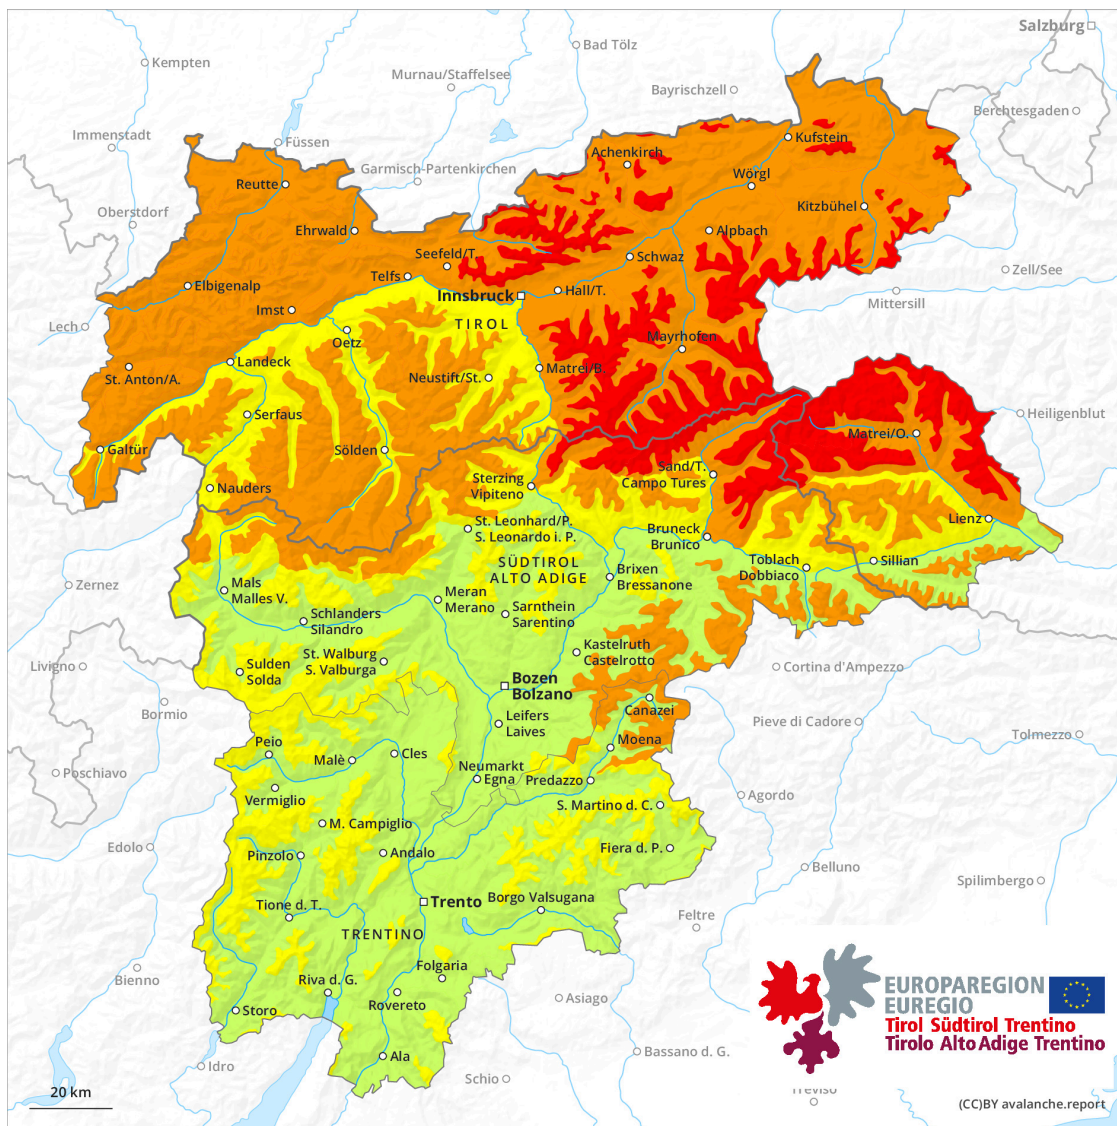 Salzburg
Bad Tölz
Kempten
Murnau/Staffelsee
Bayrischzell
Berchtesgaden
Immenstadt
Füssen
Kufstein
Achenkirch
Garmisch-Partenkirchen
Wörgl
Reutte
Kitzbühel
Oberstdorf
Ehrwald
Alpbach
Seefeld/T.
Schwaz
Telfs
Zell/See
Elbigenalp
Hall/T.
Innsbruck
Mittersill
Imst
TIROL
Lech
Oetz
Mayrhofen
Landeck
Matrei/B.
St. Anton/A.
Neustift/St.
Serfaus
Heiligenblut
Matrei/O.
Galtür
Sölden
Sand/T.
Campo Tures
Sterzing
Vipiteno
Nauders
St. Leonhard/P.
S. Leonardo i. P.
Lienz
Bruneck
Brunico
SÜDTIROL
ALTO ADIGE
Toblach
Dobbiaco
Sillian
Brixen
Bressanone
Zernez
Mals
Malles V.
Meran
Merano
Sarnthein
Sarentino
Schlanders
Silandro
Kastelruth
Castelrotto
St. Walburg
S. Valburga
Livigno
Sulden
Solda
Cortina d'Ampezzo
Bozen
Bolzano
Canazei
Bormio
Leifers
Laives
Pieve di Cadore
Tolmezzo
Moena
Peio
Cles
Malè
Neumarkt
Egna
Predazzo
Poschiavo
Vermiglio
Agordo
S. Martino d. C.
M. Campiglio
Edolo
Fiera d. P.
Pinzolo
Andalo
Belluno
Spilimbergo
Tione d. T.
Trento
Borgo Valsugana
Feltre
TRENTINO
Folgaria
Bienno
Riva d. G.
Rovereto
Asiago
Storo
EUROPAREGION
EUREGIO
Tirol Südtirol Trentino
Tirolo Alto Adige Trentino
Ala
Bassano d. G.
Idro
Schio
Treviso
20 km
(CC)BY avalanche.report